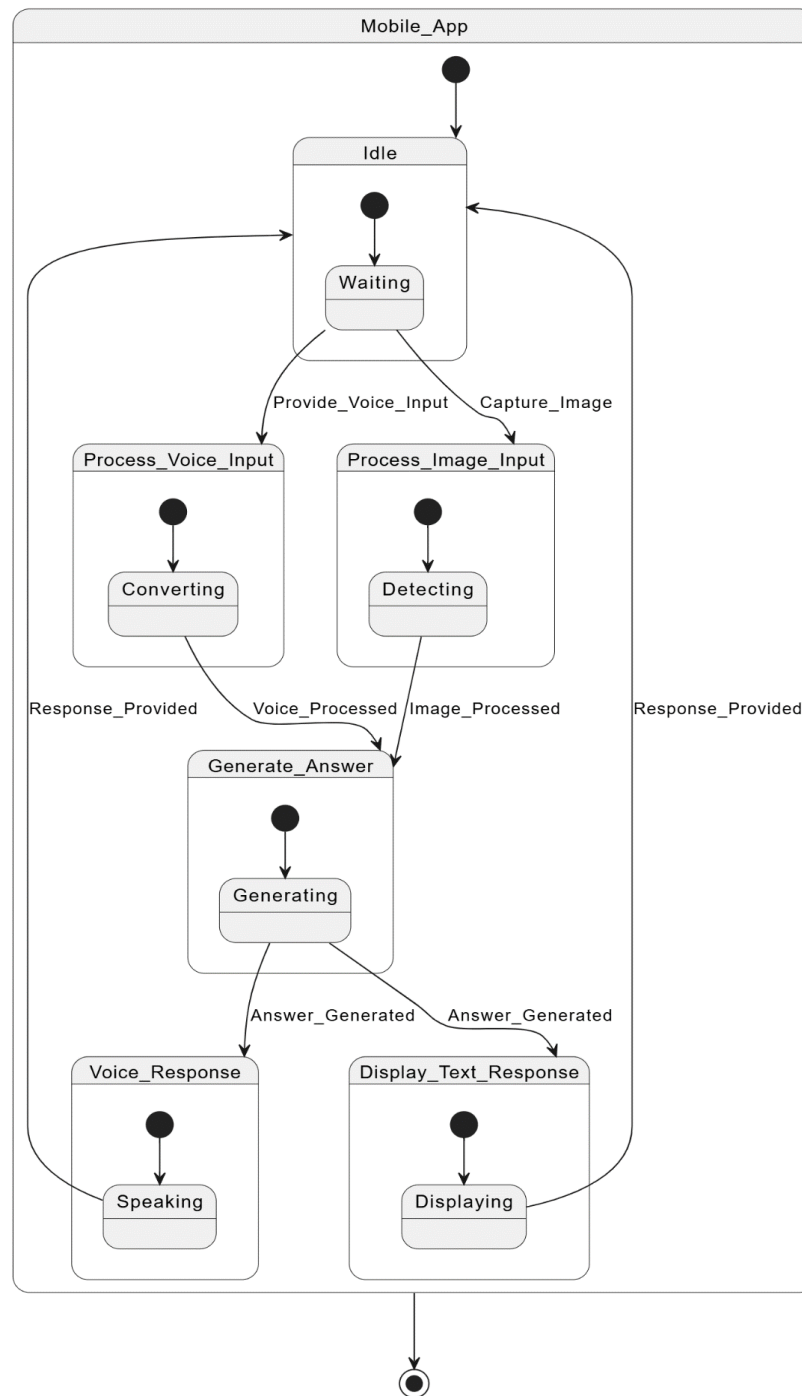 Mobile_App
Idle
Waiting
Provide_Voice_Input
Capture_Image
Process_Voice_Input
Process_Image_Input
Converting
Detecting
Response_Provided
Voice_Processed
Image_Processed
Response_Provided
Generate_Answer
Generating
Answer_Generated
Answer_Generated
Voice_Response
Display_Text_Response
Speaking
Displaying